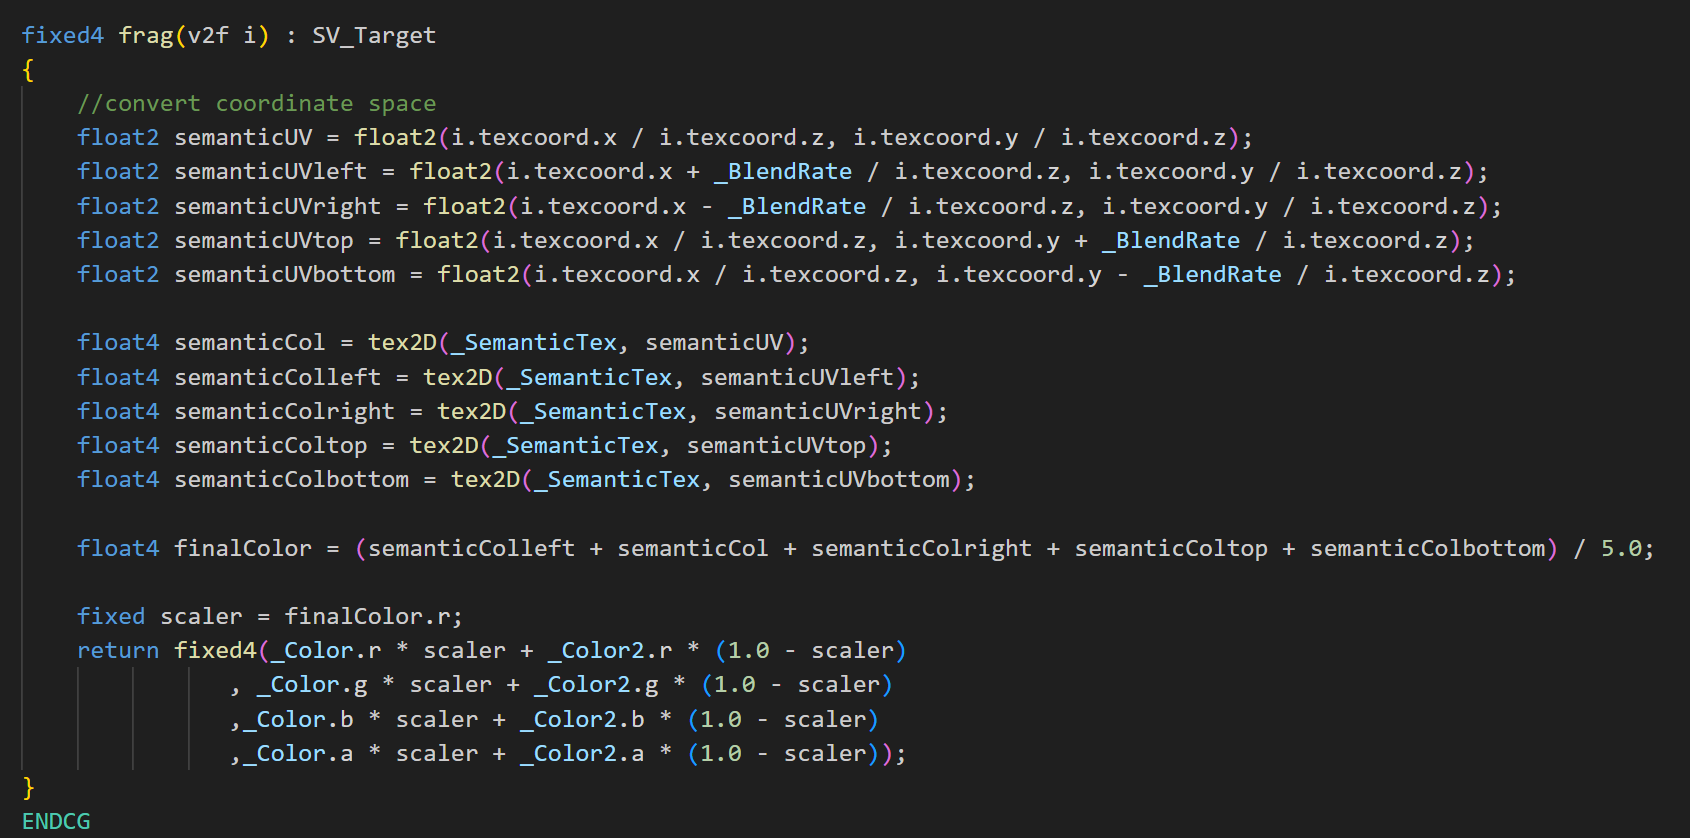 fixed4 frag(v2f i) : SV_Target
{
    //convert coordinate space
    float2 semanticUV = float2(i.texcoord.x / i.texcoord.z, i.texcoord.y / i.texcoord.z);
    float2 semanticUVleft = float2(i.texcoord.x + _BlendRate / i.texcoord.z, i.texcoord.y / i.texcoord.z);
    float2 semanticUVright = float2(i.texcoord.x - _BlendRate / i.texcoord.z, i.texcoord.y / i.texcoord.z);
    float2 semanticUVtop = float2(i.texcoord.x / i.texcoord.z, i.texcoord.y + _BlendRate / i.texcoord.z);
    float2 semanticUVbottom = float2(i.texcoord.x / i.texcoord.z, i.texcoord.y - _BlendRate / i.texcoord.z);

    float4 semanticCol = tex2D(_SemanticTex, semanticUV);
    float4 semanticColleft = tex2D(_SemanticTex, semanticUVleft);
    float4 semanticColright = tex2D(_SemanticTex, semanticUVright);
    float4 semanticColtop = tex2D(_SemanticTex, semanticUVtop);
    float4 semanticColbottom = tex2D(_SemanticTex, semanticUVbottom);

    float4 finalColor = (semanticColleft + semanticCol + semanticColright + semanticColtop + semanticColbottom) / 5.0;

    fixed scaler = finalColor.r;
    return fixed4(_Color.r * scaler + _Color2.r * (1.0 - scaler)
               , _Color.g * scaler + _Color2.g * (1.0 - scaler)
               ,_Color.b * scaler + _Color2.b * (1.0 - scaler)
               ,_Color.a * scaler + _Color2.a * (1.0 - scaler));
}
ENDCG